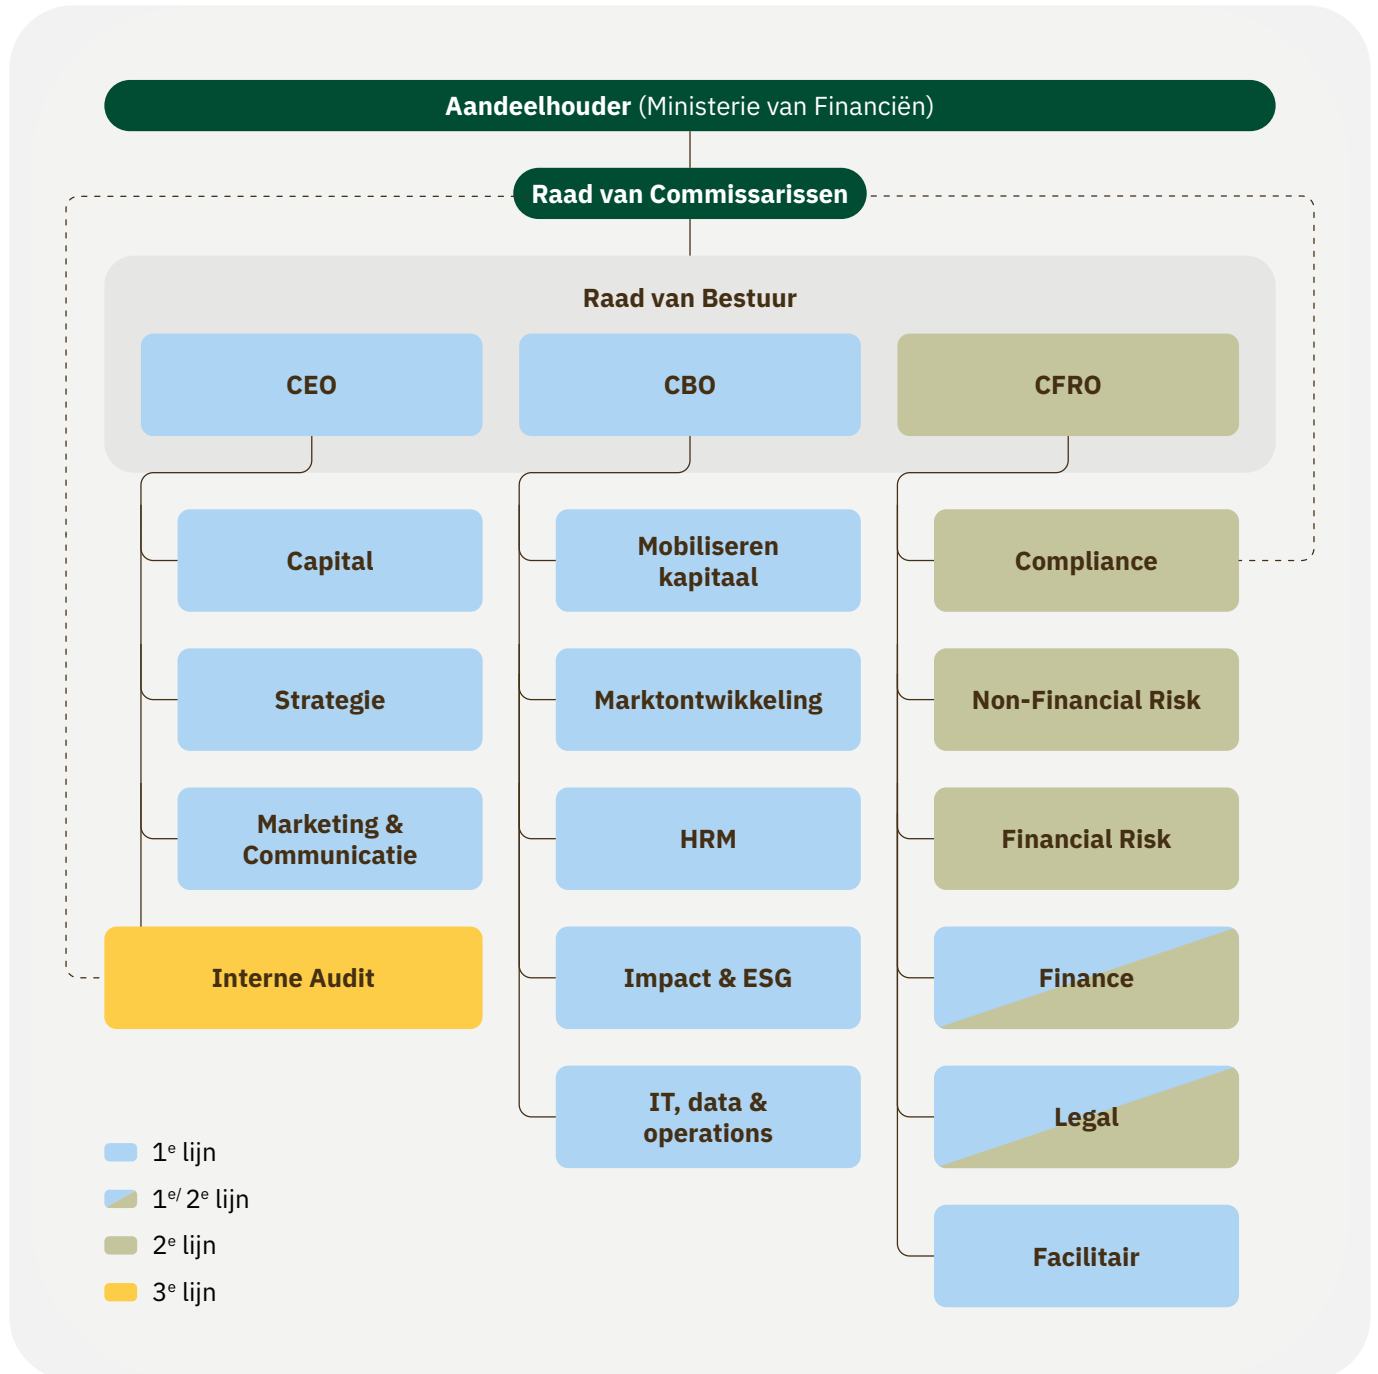 Aandeelhouder (Ministerie van Financiën)
Raad van Commissarissen
Raad van Bestuur
CEO
CBO
CFRO
Capital
Strategie
Marketing &
Communicatie
Interne Audit
Mobiliseren
kapitaal
Marktontwikkeling
HRM
Impact & ESG
IT, data &
operations
Compliance
Non-Financial Risk
Financial Risk
Finance
Legal
Facilitair
1e lijn
1e/ 2e lijn
2e lijn
3e lijn